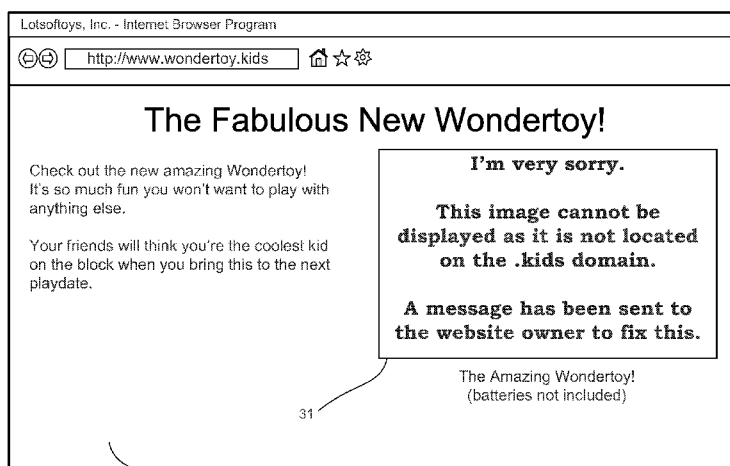 Lotsoftoys, Inc. - Internet Browser Program
http://www.wondertoy.kids
The Fabulous New Wondertoy!
Check out the new amazing Wondertoy!
It's so much fun you won't want to play with
anything else.
Your friends will think you're the coolest kid
on the block when you bring this to the next
playdate.
I'm very sorry.
This image cannot be
displayed as it is not located
on the .kids domain.
A message has been sent to
the website owner to fix this.
The Amazing Wondertoy!
(batteries not included)
31